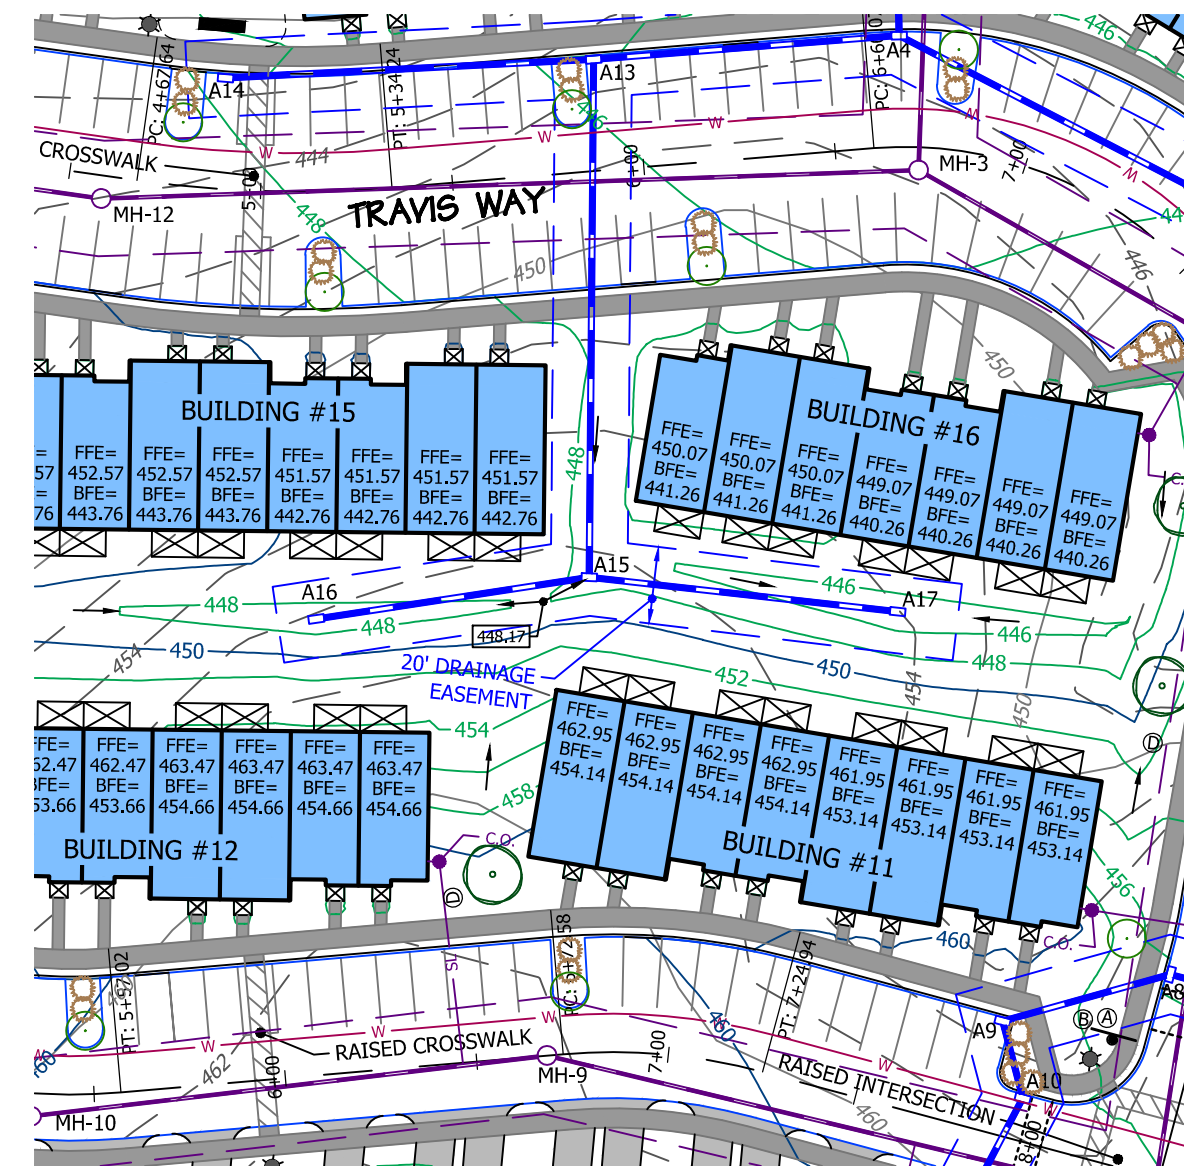 446
PC: 4+67.64
PT: 5+34.24
A14
A13
A4
446
W
W
W
W
CROSSWALK
444
5+00
6+00
7+00
MH-3
MH-12
TRAVIS WAY
448
450
446
450
BUILDING #15
BUILDING #16
FFE=
452.57
BFE=
443.76
FFE=
452.57
BFE=
443.76
FFE=
452.57
BFE=
443.76
FFE=
451.57
BFE=
442.76
FFE=
451.57
BFE=
442.76
FFE=
451.57
BFE=
442.76
FFE=
451.57
BFE=
442.76
448
FFE=
450.07
BFE=
441.26
FFE=
450.07
BFE=
441.26
FFE=
450.07
BFE=
441.26
FFE=
449.07
BFE=
440.26
FFE=
449.07
BFE=
440.26
FFE=
449.07
BFE=
440.26
FFE=
449.07
BFE=
440.26
A15
A16
A17
446
448
448
448.17
446
448
450
450
452
454
454
450
20' DRAINAGE
EASEMENT
454
458
FFE=
462.47
BFE=
453.66
FFE=
463.47
BFE=
454.66
FFE=
463.47
BFE=
454.66
FFE=
463.47
BFE=
454.66
FFE=
463.47
BFE=
454.66
BUILDING #12
FFE=
462.95
BFE=
454.14
FFE=
462.95
BFE=
454.14
FFE=
462.95
BFE=
454.14
FFE=
462.95
BFE=
454.14
FFE=
461.95
BFE=
453.14
FFE=
461.95
BFE=
453.14
FFE=
461.95
BFE=
453.14
FFE=
461.95
BFE=
453.14
BUILDING #11
C.O.
D
D
456
460
C.O.
SL
PT: 7+24.94
A8
A9
A10
B A
460
460
462
W
W
W
W
W
RAISED CROSSWALK
6+00
7+00
MH-9
MH-10
RAISED INTERSECTION
460
8+00